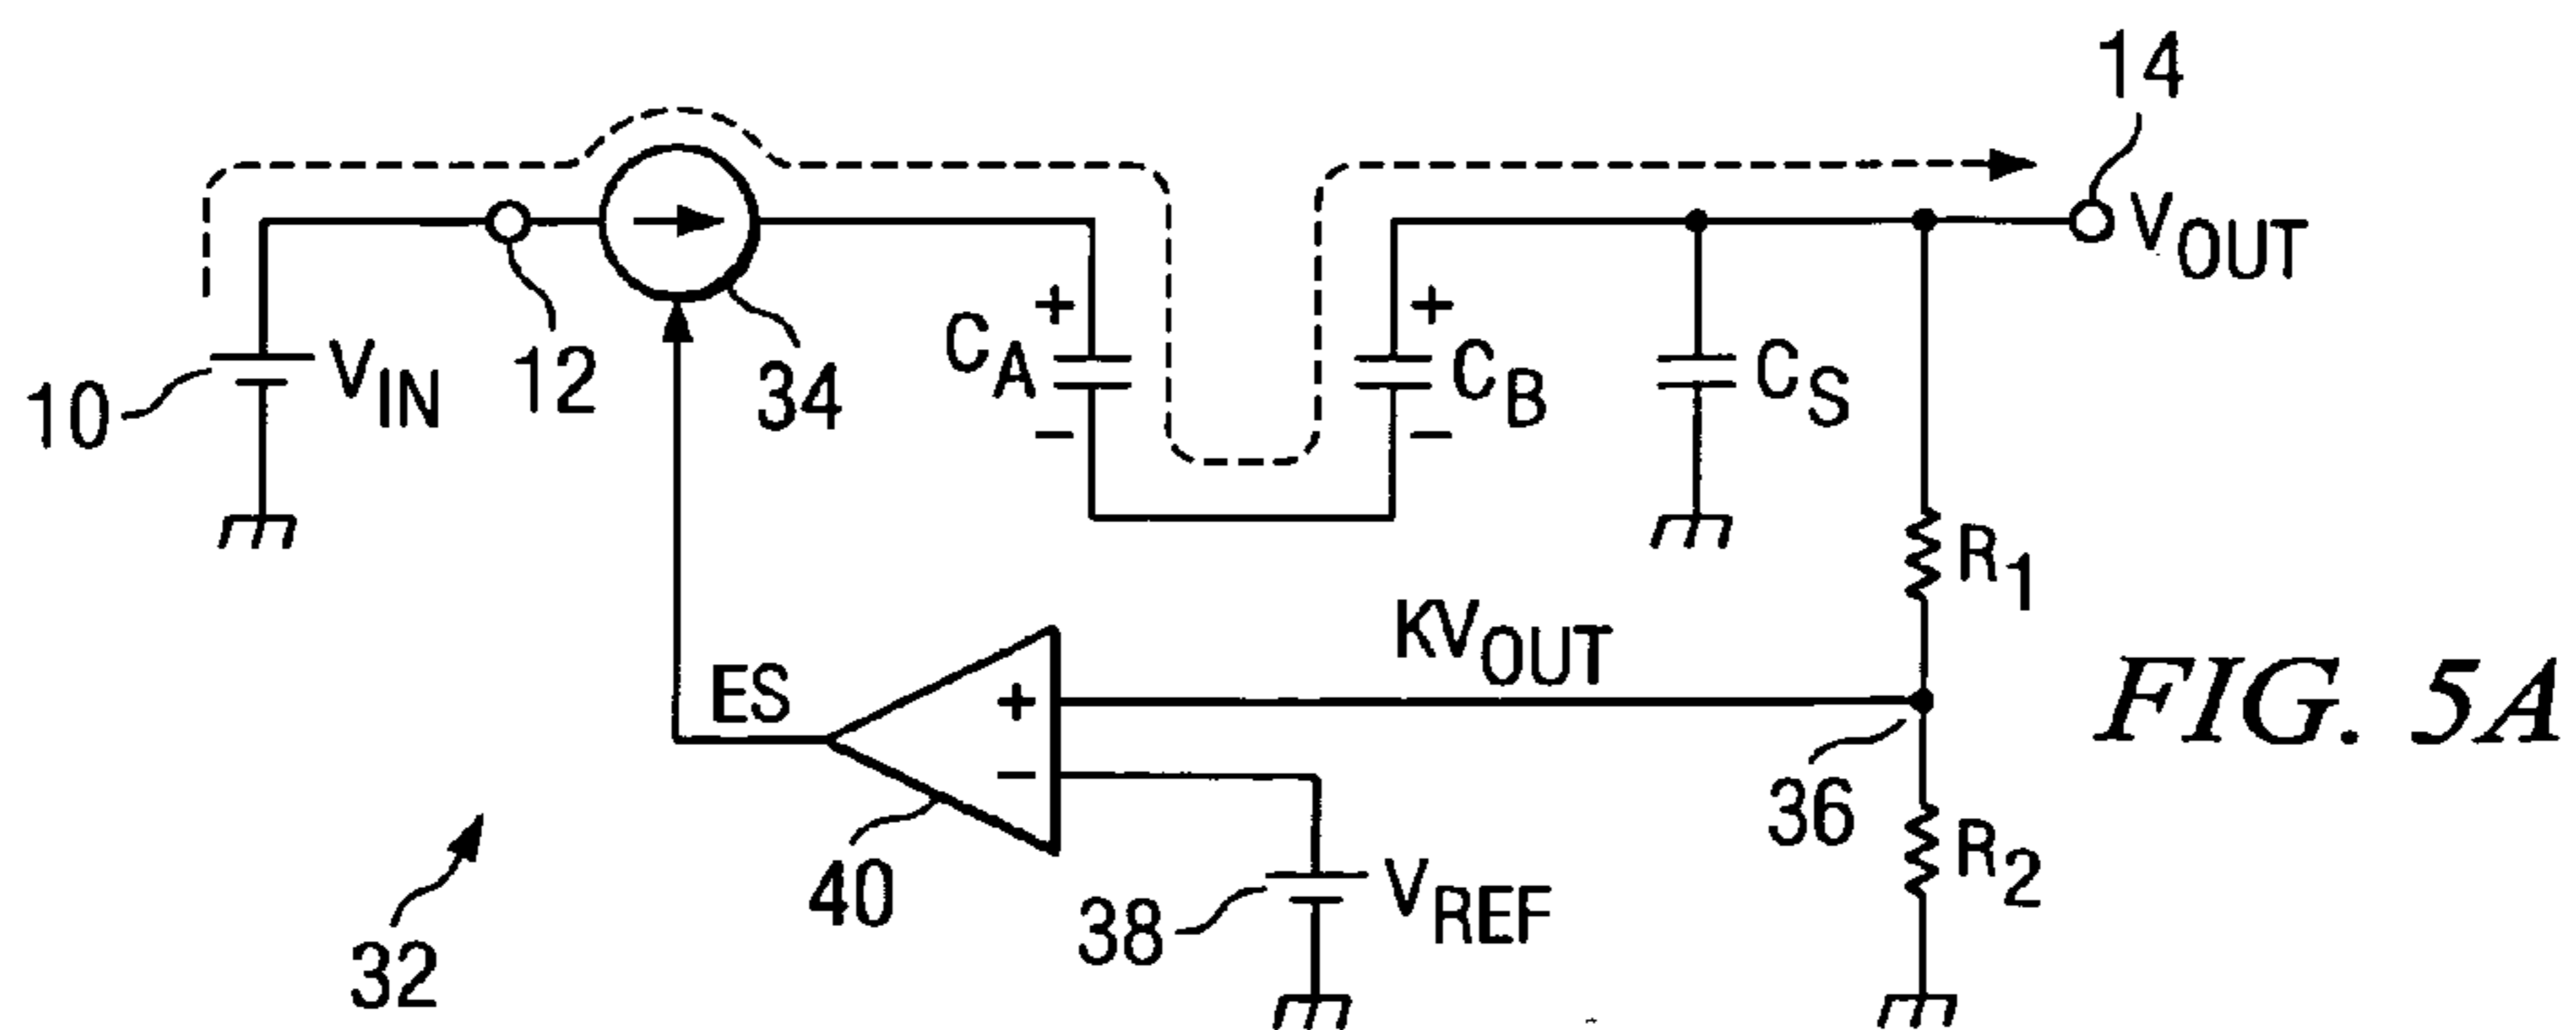 14
V_OUT
10
V_IN
12
34
+
C_A
−
+
C_B
−
C_S
R_1
KV_OUT
ES
+
−
40
36
R_2
38
V_REF
32
FIG. 5A